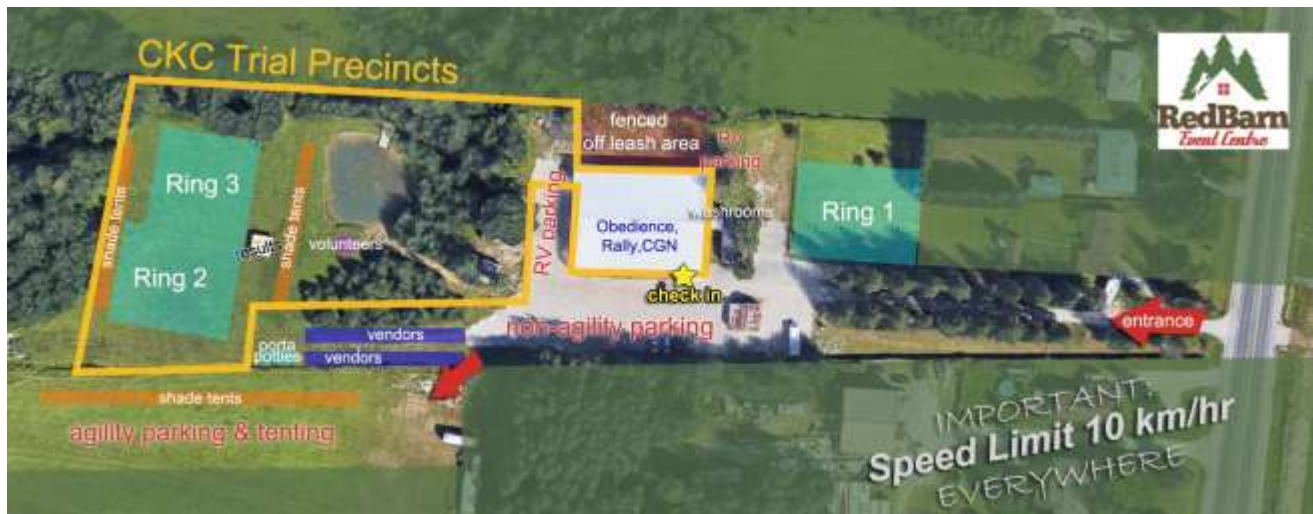 CKC Trial Precincts
RedBarn
Event Centre
fenced
off leash area
RV
parking
Ring 3
shade tents
shade tents
results
volunteers
Ring 2
RV parking
Obedience,
Rally,CGN
Mushrooms
Ring 1
check in
non-agility parking
entrance
porta
potties
vendors
vendors
shade tents
agility parking & tenting
IMPORTANT:
Speed Limit 10 km/hr
EVERYWHERE